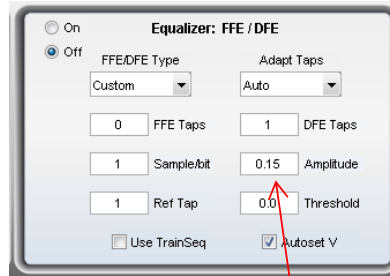 On Equalizer: FFE / DFE
Off FFE/DFE Type Adapt Taps
Custom Auto
0 FFE Taps 1 DFE Taps
1 Sample/bit 0.15 Amplitude
1 Ref Tap 0.0 Threshold
Use TrainSeq Autoset V